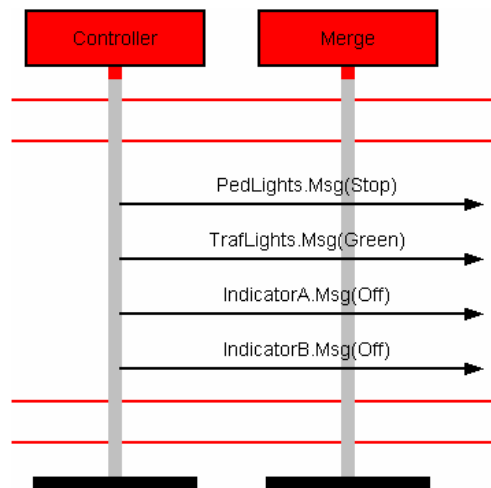 Controller
Merge
PedLights.Msg(Stop)
TrafLights.Msg(Green)
IndicatorA.Msg(Off)
IndicatorB.Msg(Off)